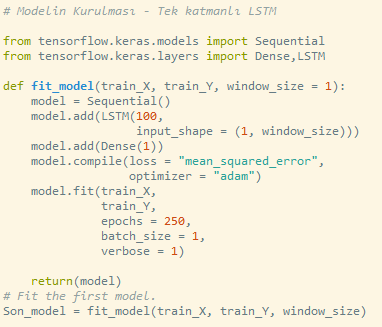 # Modelin Kurulması - Tek katmanlı LSTM

from tensorflow.keras.models import Sequential
from tensorflow.keras.layers import Dense,LSTM

def fit_model(train_X, train_Y, window_size = 1):
    model = Sequential()
    model.add(LSTM(100,
                   input_shape = (1, window_size)))
    model.add(Dense(1))
    model.compile(loss = "mean_squared_error",
                  optimizer = "adam")
    model.fit(train_X,
              train_Y,
              epochs = 250,
              batch_size = 1,
              verbose = 1)

    return(model)
# Fit the first model.
Son_model = fit_model(train_X, train_Y, window_size)